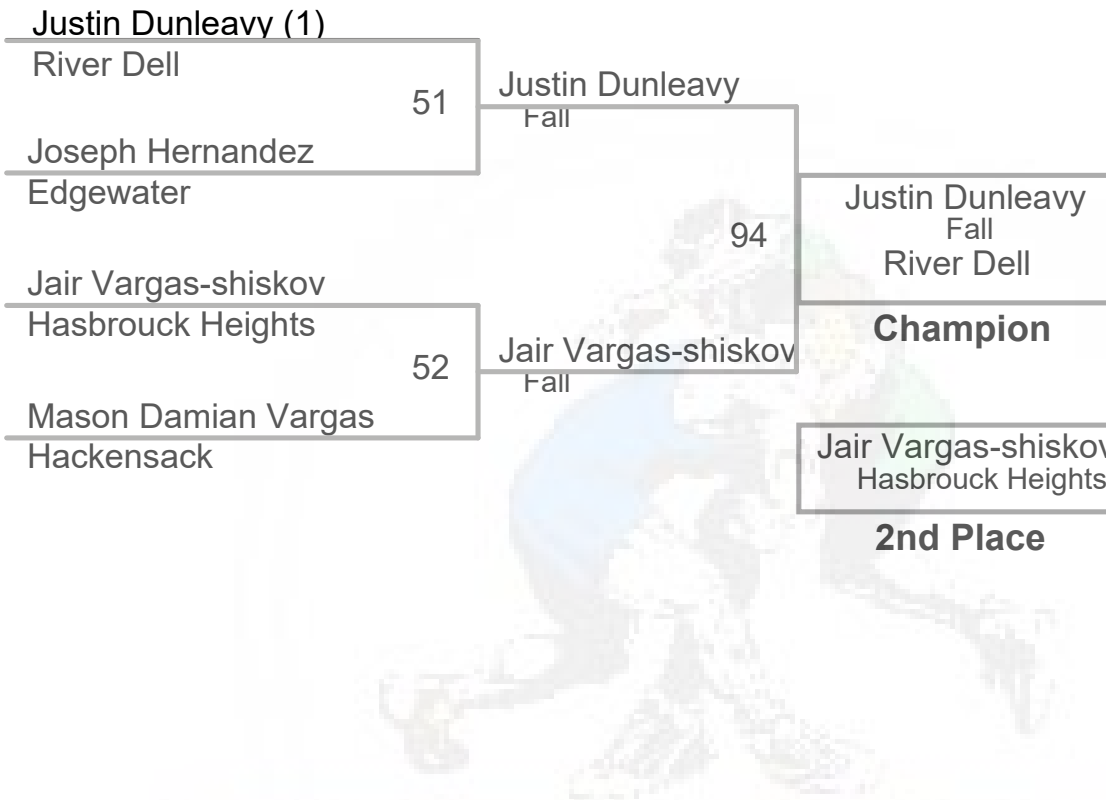 Justin Dunleavy (1)
River Dell
51
Joseph Hernandez
Edgewater
Jair Vargas-shiskov
Hasbrouck Heights
52
Mason Damian Vargas
Hackensack
Justin Dunleavy
Fall
94
Jair Vargas-shiskov
Fall
Justin Dunleavy
Fall
River Dell
Champion
Jair Vargas-shiskov
Hasbrouck Heights
2nd Place